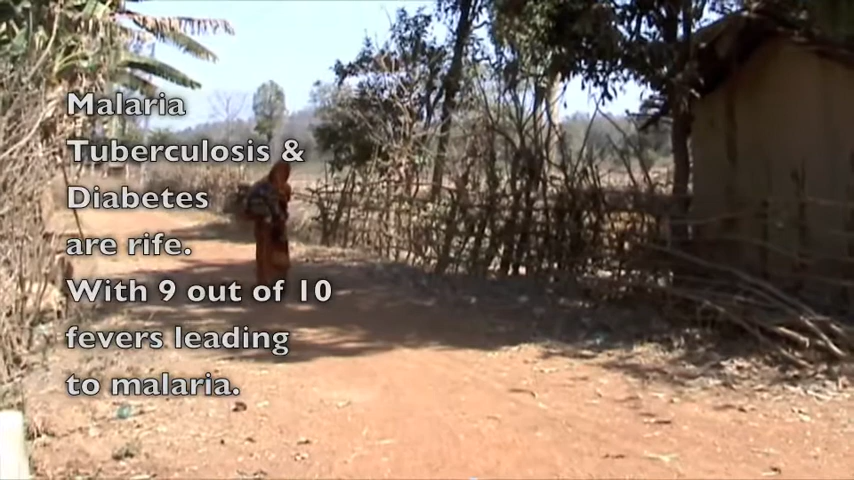 Malaria
Tuberculosis &
Diabetes
are rife.
With 9 out of 10
fevers leading
to malaria.